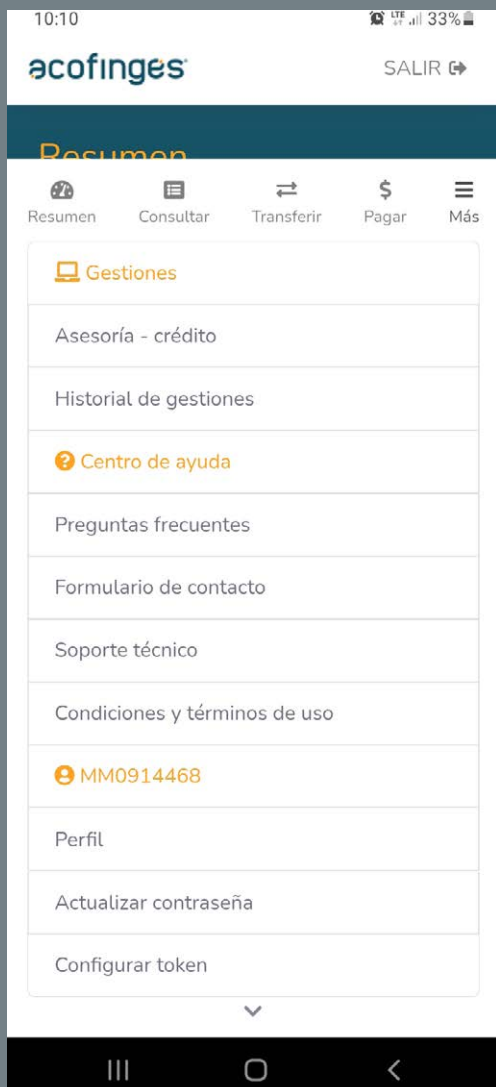 10:10 LTE 33%
acofinges SALIR
Resumen
Resumen Consultar Transferir Pagar Más
Gestiones
Asesoría - crédito
Historial de gestiones
Centro de ayuda
Preguntas frecuentes
Formulario de contacto
Soporte técnico
Condiciones y términos de uso
MM0914468
Perfil
Actualizar contraseña
Configurar token